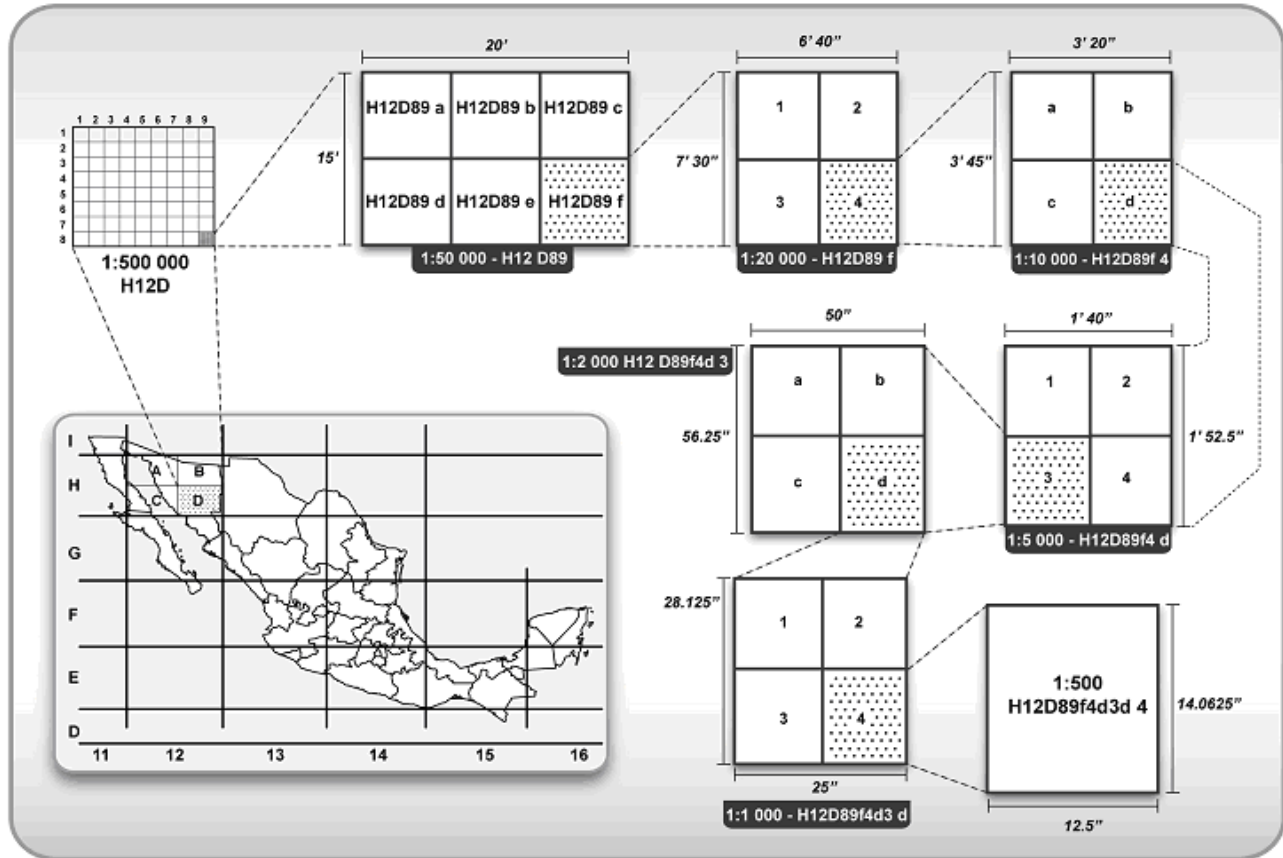 20'
6' 40"
3' 20"
1 2 3 4 5 6 7 8 9
1
2
3
4
5
6
7
8
1:500 000
H12D
15'
H12D89 a H12D89 b H12D89 c
H12D89 d H12D89 e H12D89 f
1:50 000 - H12 D89
7' 30"
1 2
3 4
1:20 000 - H12D89 f
3' 45"
a b
c d
1:10 000 - H12D89f 4
50"
1' 40"
1:2 000 H12 D89f4d 3
56.25"
a b
c d
1 2
3 4
1' 52.5"
1:5 000 - H12D89f4 d
I
H
G
F
E
D
A B
C D
11 12 13 14 15 16
28.125"
1 2
3 4
25"
1:1 000 - H12D89f4d3 d
1:500
H12D89f4d3d 4
14.0625"
12.5"